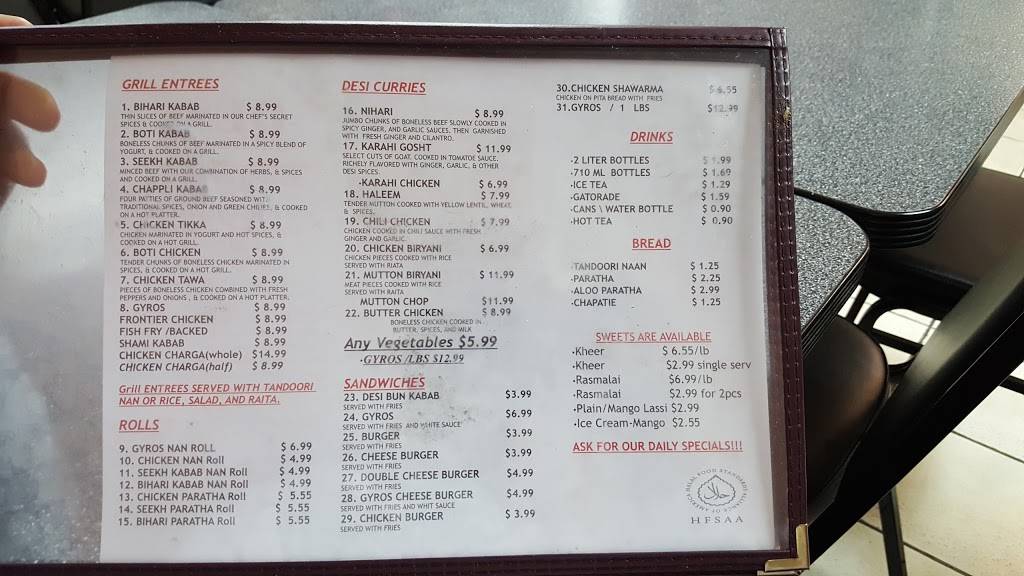 GRILL ENTREES
1. BIHARI KABAB $ 8.99
THIN SLICES OF BEEF MARINATED IN OUR CHEF'S SECRET
SPICES & COOKED ON A GRILL.
2. BOTI KABAB $ 8.99
BONELESS CHUNKS OF BEEF MARINATED IN A SPICY BLEND OF
YOGURT, & COOKED ON A GRILL.
3. SEEKH KABAB $ 8.99
MINCED BEEF WITH OUR COMBINATION OF HERBS, & SPICES
AND COOKED ON A GRILL.
4. CHAPPLI KABAB $ 8.99
FOUR PATTIES OF GROUND BEEF SEASONED WITH
TRADITIONAL SPICES, ONION AND GREEN CHILIES, & COOKED
ON A HOT PLATTER.
5. CHICKEN TIKKA $ 8.99
CHICKEN MARINATED IN YOGURT AND HOT SPICES, &
COOKED ON A HOT GRILL.
6. BOTI CHICKEN $ 8.99
TENDER CHUNKS OF BONELESS CHICKEN MARINATED IN
SPICES, & COOKED ON A HOT GRILL.
7. CHICKEN TAWA $ 8.99
PIECES OF BONELESS CHICKEN COMBINED WITH FRESH
PEPPERS AND ONIONS , & COOKED ON A HOT PLATTER.
8. GYROS $ 8.99
FRONTIER CHICKEN $ 8.99
FISH FRY /BACKED $ 8.99
SHAMI KABAB $ 8.99
CHICKEN CHARGA(whole) $14.99
CHICKEN CHARGA(half) $ 8.99
Grill ENTREES SERVED WITH TANDOORI
NAN OR RICE, SALAD, AND RAITA.
ROLLS
9. GYROS NAN ROLL $ 6.99
10. CHICKEN NAN Roll $ 4.99
11. SEEKH KABAB NAN Roll $ 4.99
12. BIHARI KABAB NAN Roll $ 4.99
13. CHICKEN PARATHA Roll $ 5.55
14. SEEKH PARATHA Roll $ 5.55
15. BIHARI PARATHA Roll $ 5.55
DESI CURRIES
16. NIHARI $ 8.99
JUMBO CHUNKS OF BONELESS BEEF SLOWLY COOKED IN
SPICY GINGER, AND GARLIC SAUCES, THEN GARNISHED
WITH FRESH GINGER AND CILANTRO.
17. KARAHI GOSHT $ 11.99
SELECT CUTS OF GOAT. COOKED IN TOMATOE SAUCE.
RICHELY FLAVORED WITH GINGER, GARLIC, & OTHER
DESI SPICES.
•KARAHI CHICKEN $ 6.99
18. HALEEM $ 7.99
TENDER MUTTON COOKED WITH YELLOW LENTIL, WHEAT,
& SPICES.
19. CHILI CHICKEN $ 7.99
CHICKEN COOKED IN CHILI SAUCE WITH FRESH
GINGER AND GARLIC.
20. CHICKEN BIRYANI $ 6.99
CHICKEN PIECES COOKED WITH RICE
SERVED WITH RIATA
21. MUTTON BIRYANI $ 11.99
MEAT PIECES COOKED WITH RICE
SERVED WITH RAITA
MUTTON CHOP $11.99
22. BUTTER CHICKEN $ 8.99
BONELESS CHICKEN COOKED IN
BUTTER, SPICES, AND MILK
Any Vegetables $5.99
•GYROS /LBS $12.99
SANDWICHES
23. DESI BUN KABAB $3.99
SERVED WITH FRIES
24. GYROS $6.99
SERVED WITH FRIES AND WHITE SAUCE
25. BURGER $3.99
SERVED WITH FRIES
26. CHEESE BURGER $3.99
SERVED WITH FRIES
27. DOUBLE CHEESE BURGER $4.99
SERVED WITH FRIES
28. GYROS CHEESE BURGER $4.99
SERVED WITH FRIES AND WHIT SAUCE
29. CHICKEN BURGER $ 3.99
SERVED WITH FRIES
30.CHICKEN SHAWARMA $ 6.55
CHICKEN ON PITA BREAD WITH FRIES
31.GYROS / 1 LBS $12.99
DRINKS
•2 LITER BOTTLES $ 1.99
•710 ML BOTTLES $ 1.69
•ICE TEA $ 1.29
•GATORADE $ 1.59
•CANS \ WATER BOTTLE $ 0.90
•HOT TEA $ 0.90
BREAD
•TANDOORI NAAN $ 1.25
•PARATHA $ 2.25
•ALOO PARATHA $ 2.99
•CHAPATIE $ 1.25
SWEETS ARE AVAILABLE
•Kheer $ 6.55/lb
•Kheer $2.99 single serv
•Rasmalai $6.99/lb
•Rasmalai $2.99 for 2pcs
•Plain/Mango Lassi $2.99
•Ice Cream-Mango $2.55
ASK FOR OUR DAILY SPECIALS!!!
HALAL FOOD STANDARDS ALLIANCE OF AMERICA
حلال
HFSAA